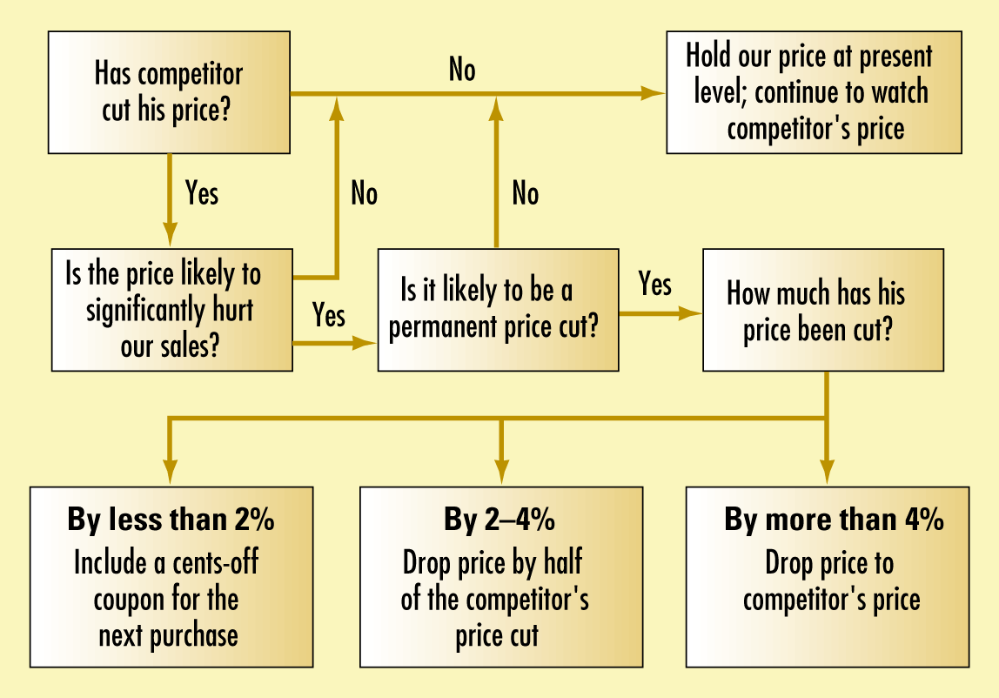 Has competitor
cut his price?
No
Hold our price at present
level; continue to watch
competitor's price
Yes
No
No
Is the price likely to
significantly hurt
our sales?
Yes
Is it likely to be a
permanent price cut?
Yes
How much has his
price been cut?
By less than 2%
Include a cents-off
coupon for the
next purchase
By 2–4%
Drop price by half
of the competitor's
price cut
By more than 4%
Drop price to
competitor's price